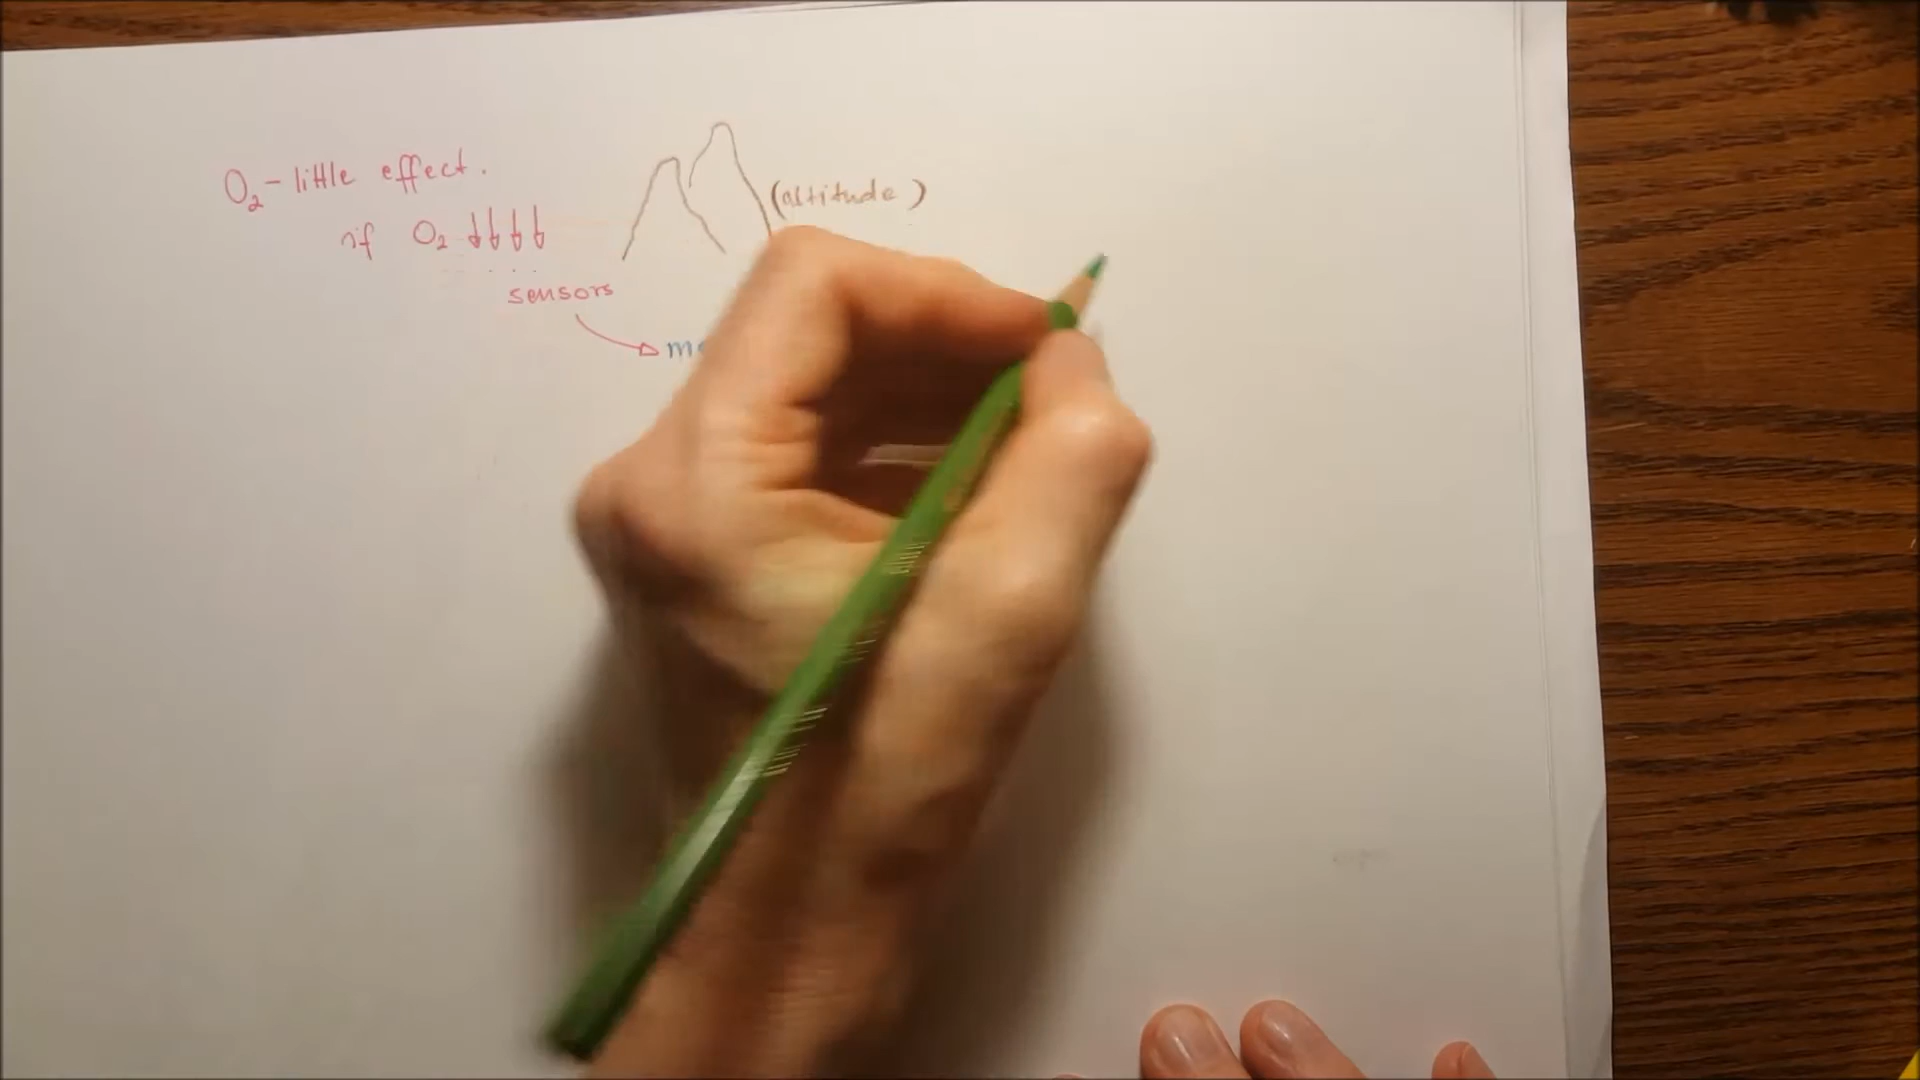 O₂ - little effect.
if O₂ ↓↓↓↓
(altitude)
sensors